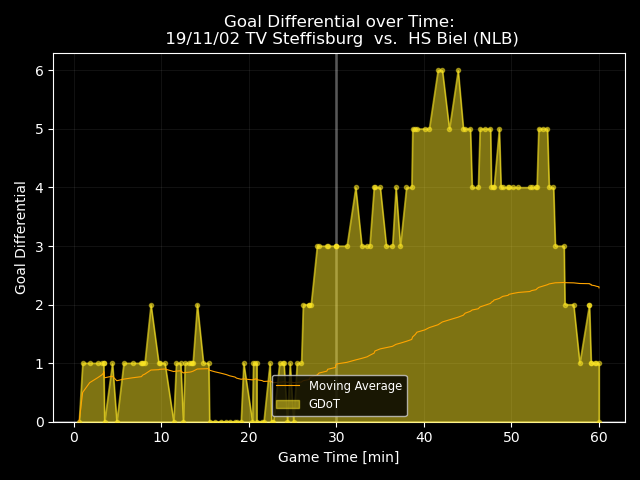 Goal Differential over Time:
19/11/02 TV Steffisburg  vs.  HS Biel (NLB)
Goal Differential
6
5
4
3
2
1
0
Moving Average
GDoT
0 10 20 30 40 50 60
Game Time [min]